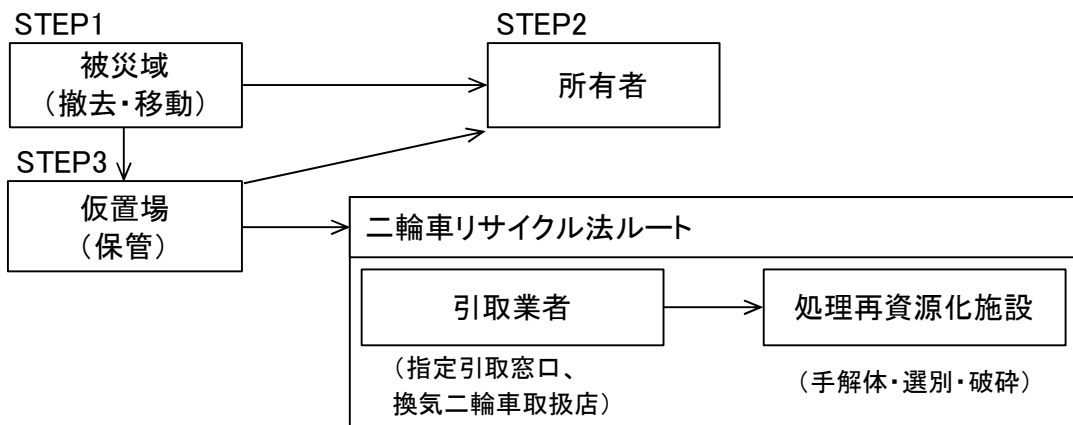 STEP1
被災域
（撤去・移動）
STEP2
所有者
STEP3
仮置場
（保管）
二輪車リサイクル法ルート
引取業者
（指定引取窓口、
換気二輪車取扱店）
処理再資源化施設
（手解体・選別・破砕）